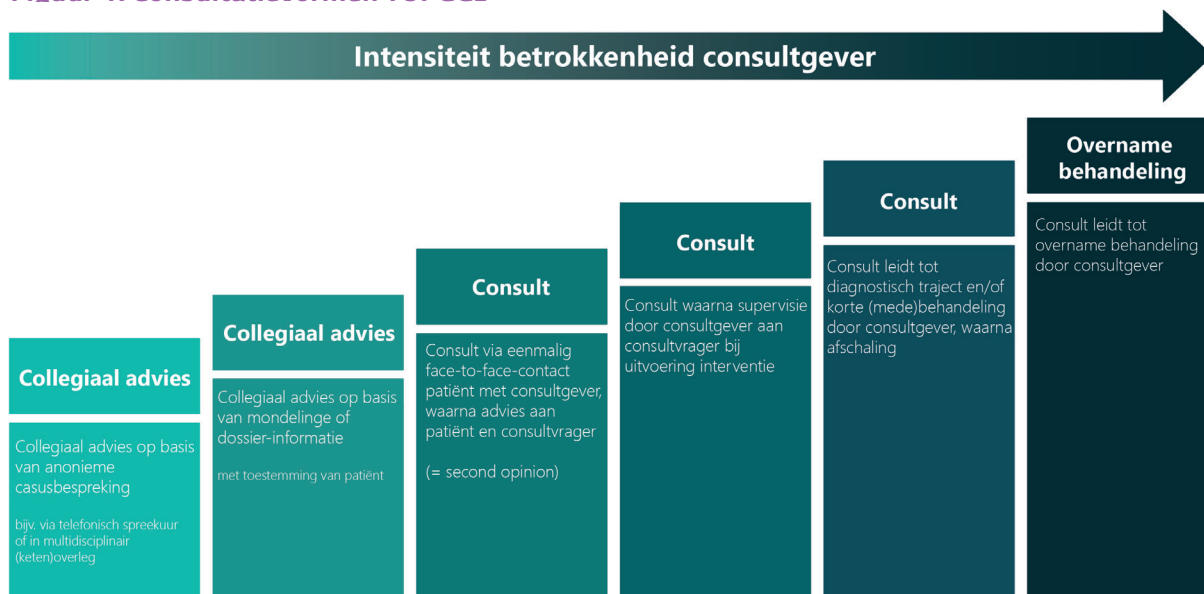 Intensiteit betrokkenheid consultgever
Collegiaal advies
Collegiaal advies op basis
van anonieme
casusbespreking
bijv. via telefonisch spreekuur
of in multidisciplinair
(keten)overleg
Collegiaal advies
Collegiaal advies op basis
van mondelinge of
dossier-informatie
met toestemming van patiënt
Consult
Consult via eenmalig
face-to-face-contact
patiënt met consultgever,
waarna advies aan
patiënt en consultvrager
(= second opinion)
Consult
Consult waarna supervisie
door consultgever aan
consultvrager bij
uitvoering interventie
Consult
Consult leidt tot
diagnostisch traject en/of
korte (mede)behandeling
door consultgever, waarna
afschaling
Overname
behandeling
Consult leidt tot
overname behandeling
door consultgever